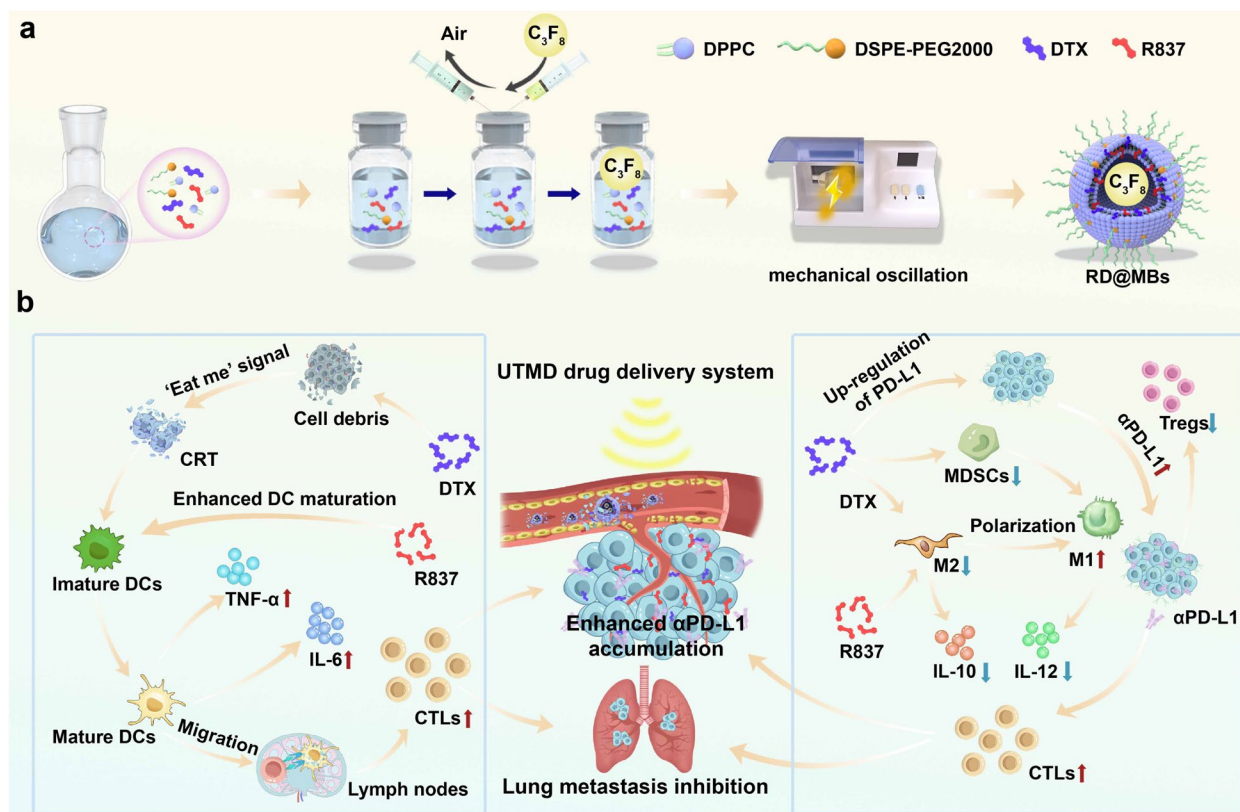 a
Air
C3F8
DPPC
DSPE-PEG2000
DTX
R837
C3F8
mechanical oscillation
C3F8
RD@MBs
b
'Eat me' signal
Cell debris
CRT
DTX
Enhanced DC maturation
R837
Imature DCs
TNF-α
IL-6
CTLs
Mature DCs
Migration
Lymph nodes
UTMD drug delivery system
Enhanced αPD-L1
accumulation
Lung metastasis inhibition
Up-regulation
of PD-L1
Tregs
αPD-L1
MDSCs
DTX
Polarization
M2
M1
αPD-L1
R837
IL-10
IL-12
CTLs